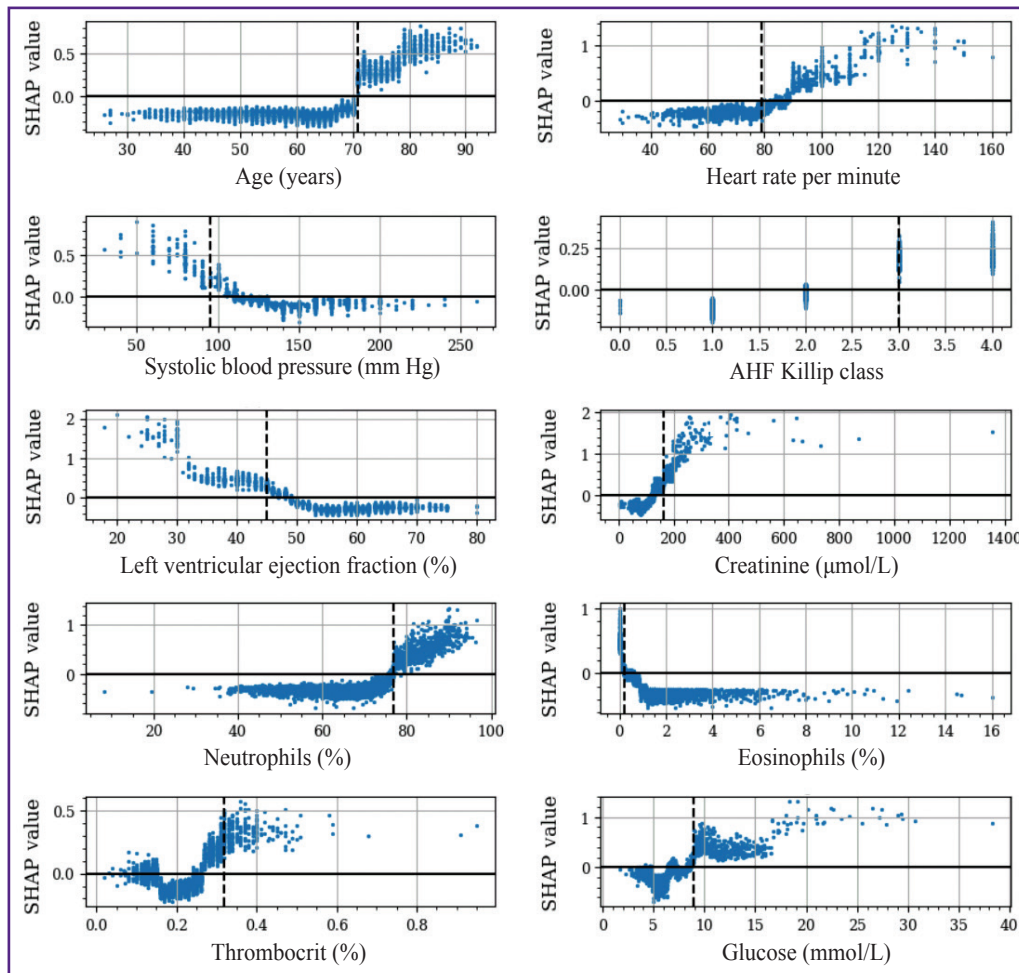 SHAP value
0.5
0.0
30 40 50 60 70 80 90
Age (years)
SHAP value
1
0
40 60 80 100 120 140 160
Heart rate per minute
SHAP value
0.5
0.0
50 100 150 200 250
Systolic blood pressure (mm Hg)
SHAP value
0.25
0.00
0.0 0.5 1.0 1.5 2.0 2.5 3.0 3.5 4.0
AHF Killip class
SHAP value
2
1
0
20 30 40 50 60 70 80
Left ventricular ejection fraction (%)
SHAP value
2
1
0
0 200 400 600 800 1000 1200 1400
Creatinine (μmol/L)
SHAP value
1
0
20 40 60 80 100
Neutrophils (%)
SHAP value
1
0
0 2 4 6 8 10 12 14 16
Eosinophils (%)
SHAP value
0.5
0.0
0.0 0.2 0.4 0.6 0.8 1.0
Thrombocrit (%)
SHAP value
1
0
0 5 10 15 20 25 30 35 40
Glucose (mmol/L)